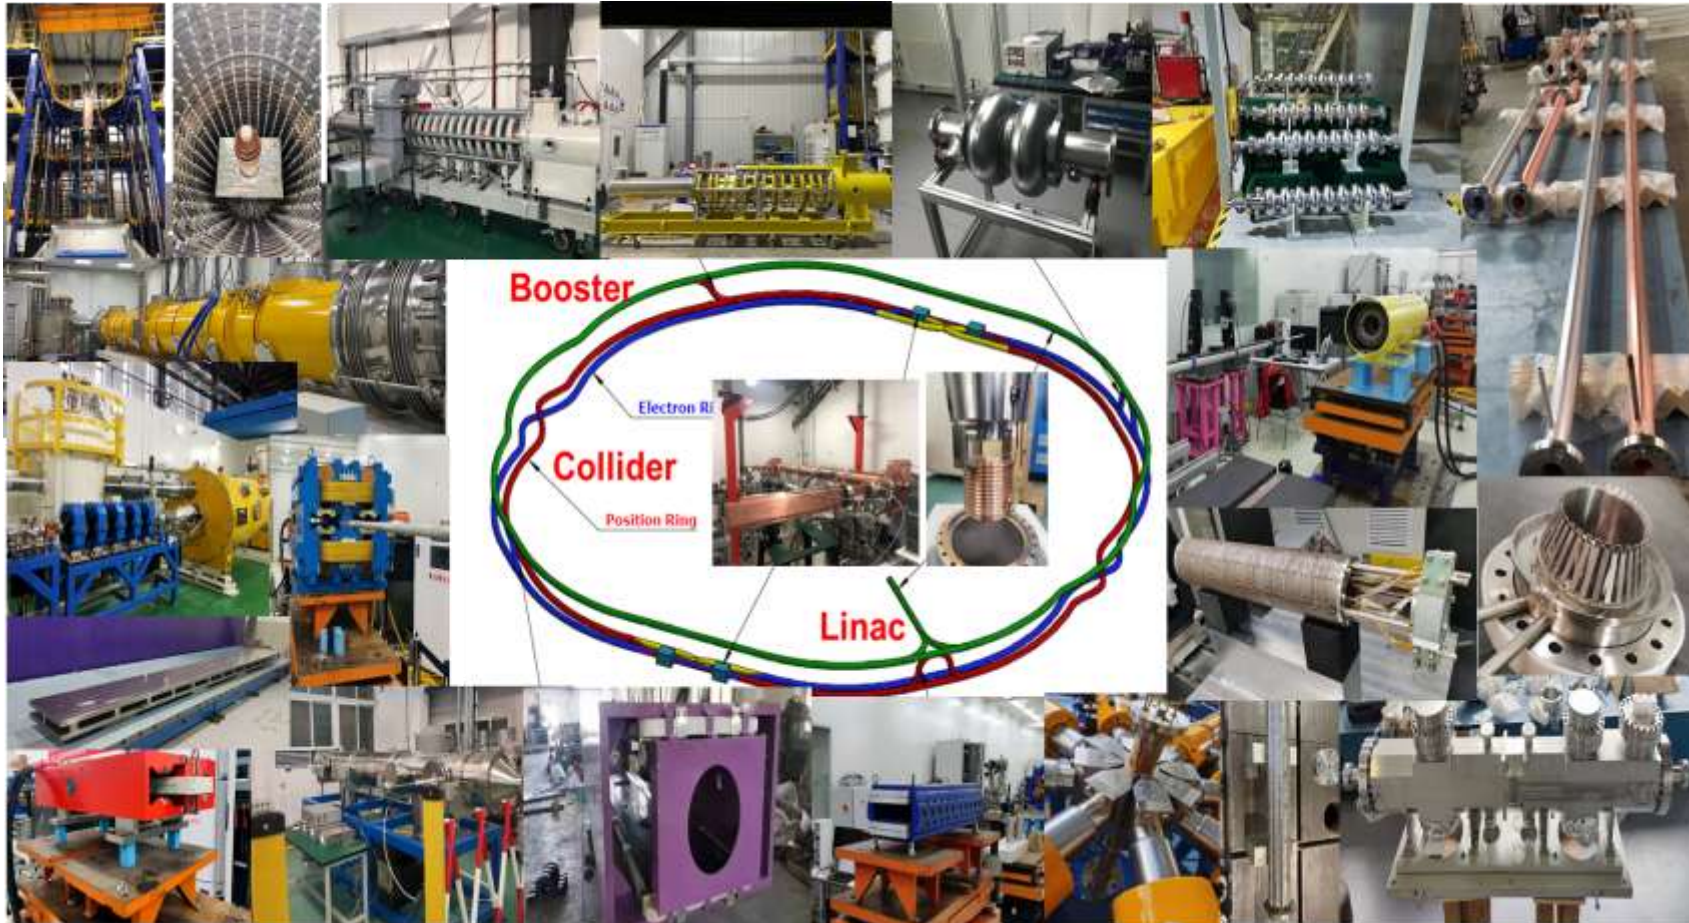 Booster
Electron Ri
Collider
Position Ring
Linac